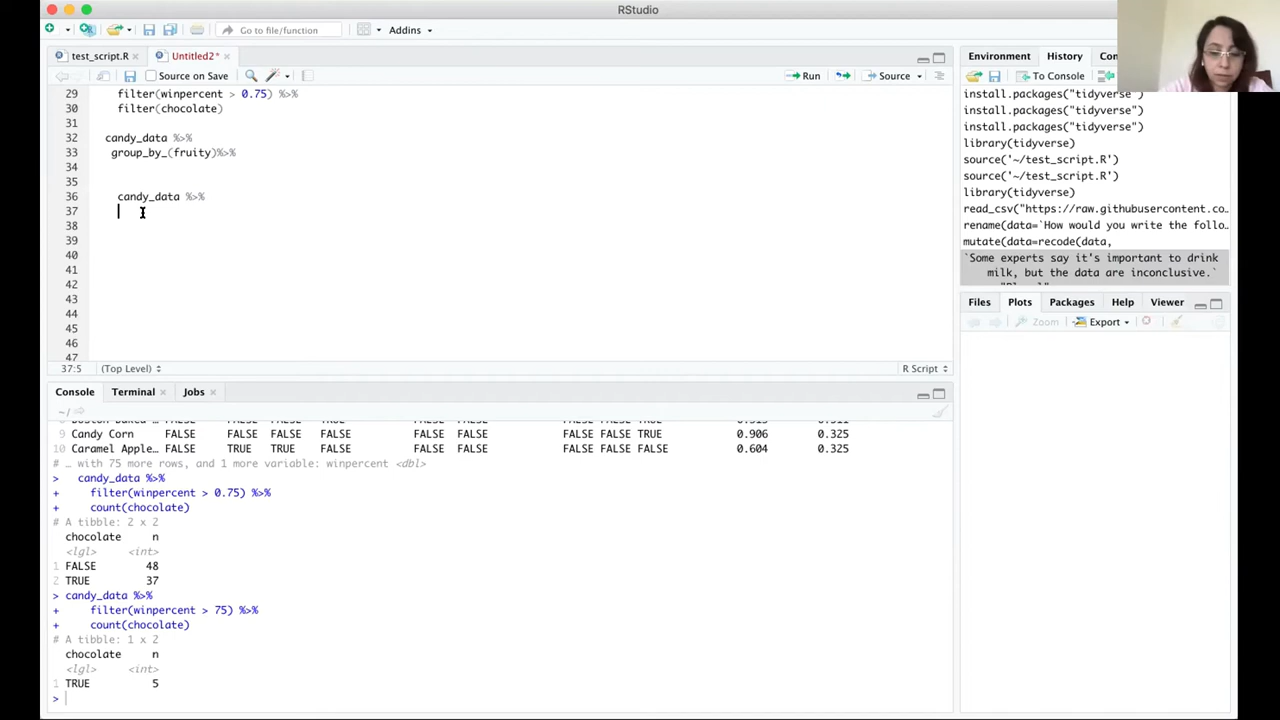 RStudio
Go to file/function
Addins
test_script.R
Untitled2*
Source on Save
Run
Source
29 filter(winpercent > 0.75) %>%
30 filter(chocolate)
31
32 candy_data %>%
33 group_by_(fruity)%>%
34
35
36 candy_data %>%
37
38
39
40
41
42
43
44
45
46
47
37:5
(Top Level)
R Script
Console
Terminal
Jobs
~/
9 Candy Corn FALSE FALSE FALSE TRUE FALSE FALSE FALSE FALSE TRUE 0.906 0.325
10 Caramel Apple… FALSE TRUE TRUE FALSE FALSE FALSE FALSE FALSE FALSE 0.604 0.325
# … with 75 more rows, and 1 more variable: winpercent <dbl>
> candy_data %>%
+ filter(winpercent > 0.75) %>%
+ count(chocolate)
# A tibble: 2 x 2
chocolate n
<lgl> <int>
1 FALSE 48
2 TRUE 37
> candy_data %>%
+ filter(winpercent > 75) %>%
+ count(chocolate)
# A tibble: 1 x 2
chocolate n
<lgl> <int>
1 TRUE 5
>
Environment
History
To Console
install.packages("tidyverse")
install.packages("tidyverse")
install.packages("tidyverse")
library(tidyverse)
source('~/test_script.R')
source('~/test_script.R')
library(tidyverse)
read_csv("https://raw.githubusercontent.co…
rename(data=`How would you write the follo…
mutate(data=recode(data,
`Some experts say it's important to drink
milk, but the data are inconclusive.`
Files
Plots
Packages
Help
Viewer
Zoom
Export